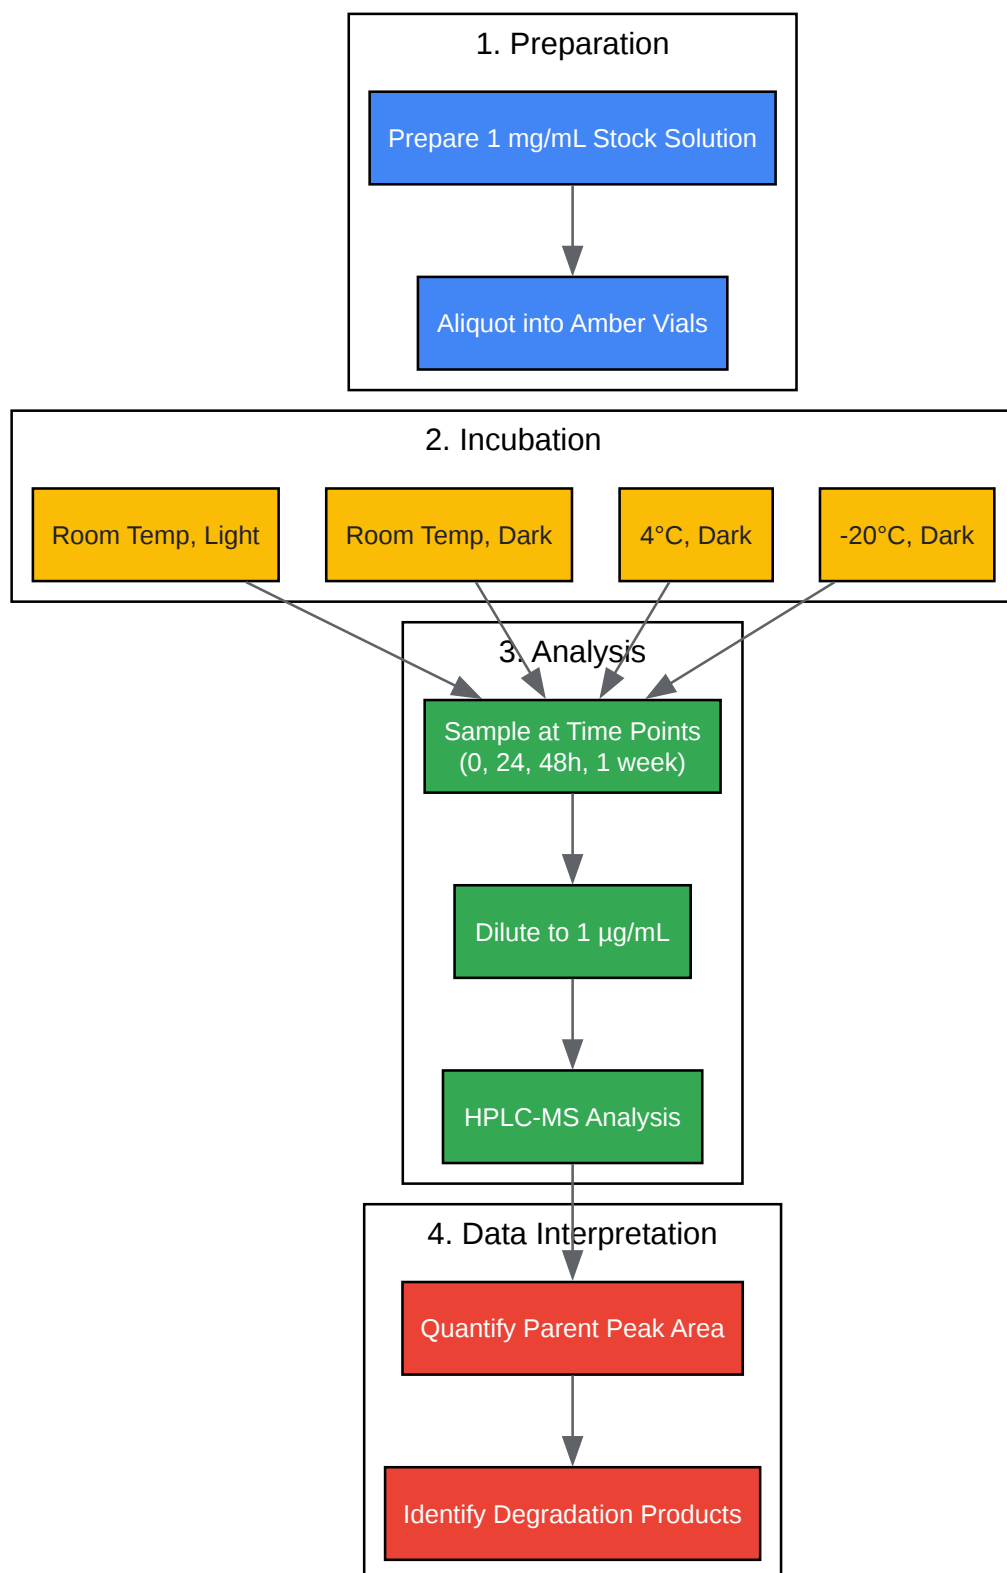 1. Preparation
Prepare 1 mg/mL Stock Solution
Aliquot into Amber Vials
2. Incubation
Room Temp, Light
Room Temp, Dark
4°C, Dark
-20°C, Dark
3. Analysis
Sample at Time Points
(0, 24, 48h, 1 week)
Dilute to 1 µg/mL
HPLC-MS Analysis
4. Data Interpretation
Quantify Parent Peak Area
Identify Degradation Products